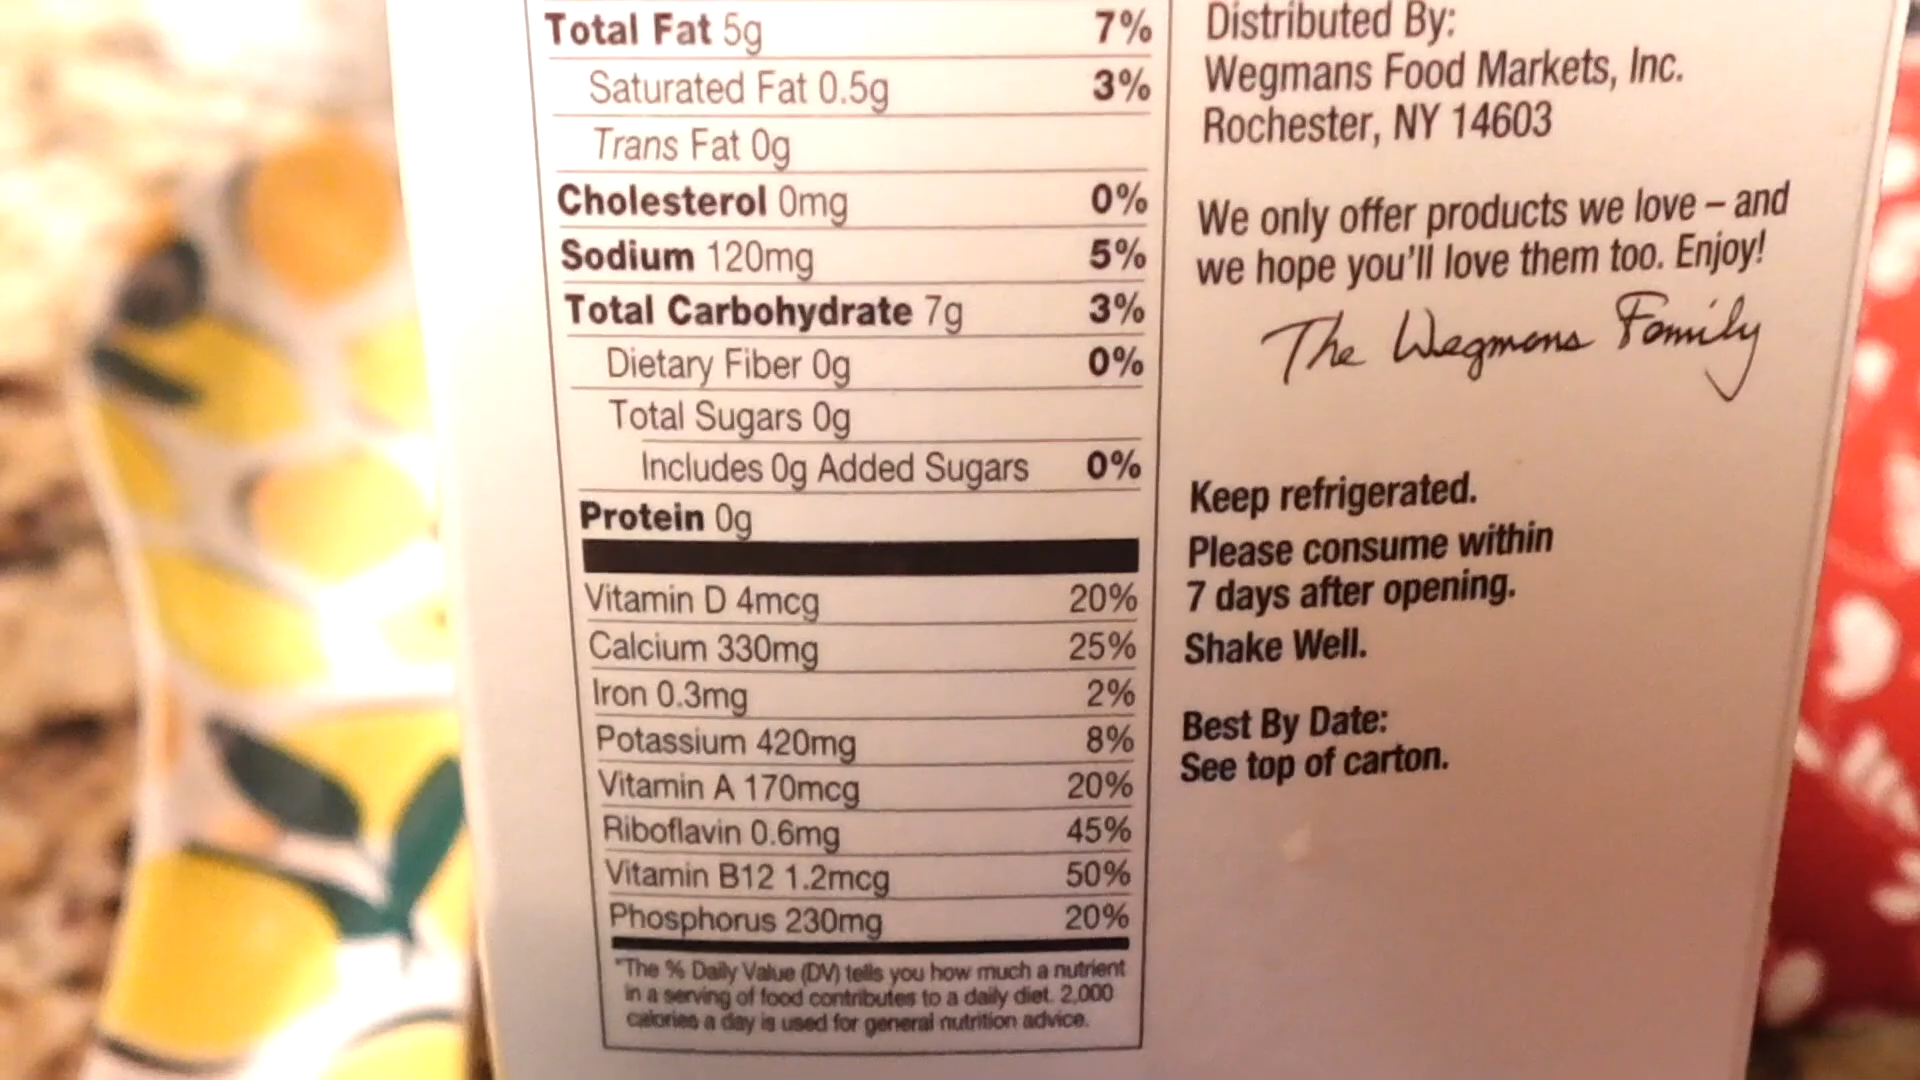 Total Fat 5g 7%
Saturated Fat 0.5g 3%
Trans Fat 0g
Cholesterol 0mg 0%
Sodium 120mg 5%
Total Carbohydrate 7g 3%
Dietary Fiber 0g 0%
Total Sugars 0g
Includes 0g Added Sugars 0%
Protein 0g
Vitamin D 4mcg 20%
Calcium 330mg 25%
Iron 0.3mg 2%
Potassium 420mg 8%
Vitamin A 170mcg 20%
Riboflavin 0.6mg 45%
Vitamin B12 1.2mcg 50%
Phosphorus 230mg 20%
*The % Daily Value (DV) tells you how much a nutrient
in a serving of food contributes to a daily diet. 2,000
calories a day is used for general nutrition advice.
Distributed By:
Wegmans Food Markets, Inc.
Rochester, NY 14603
We only offer products we love – and
we hope you'll love them too. Enjoy!
The Wegmans Family
Keep refrigerated.
Please consume within
7 days after opening.
Shake Well.
Best By Date:
See top of carton.